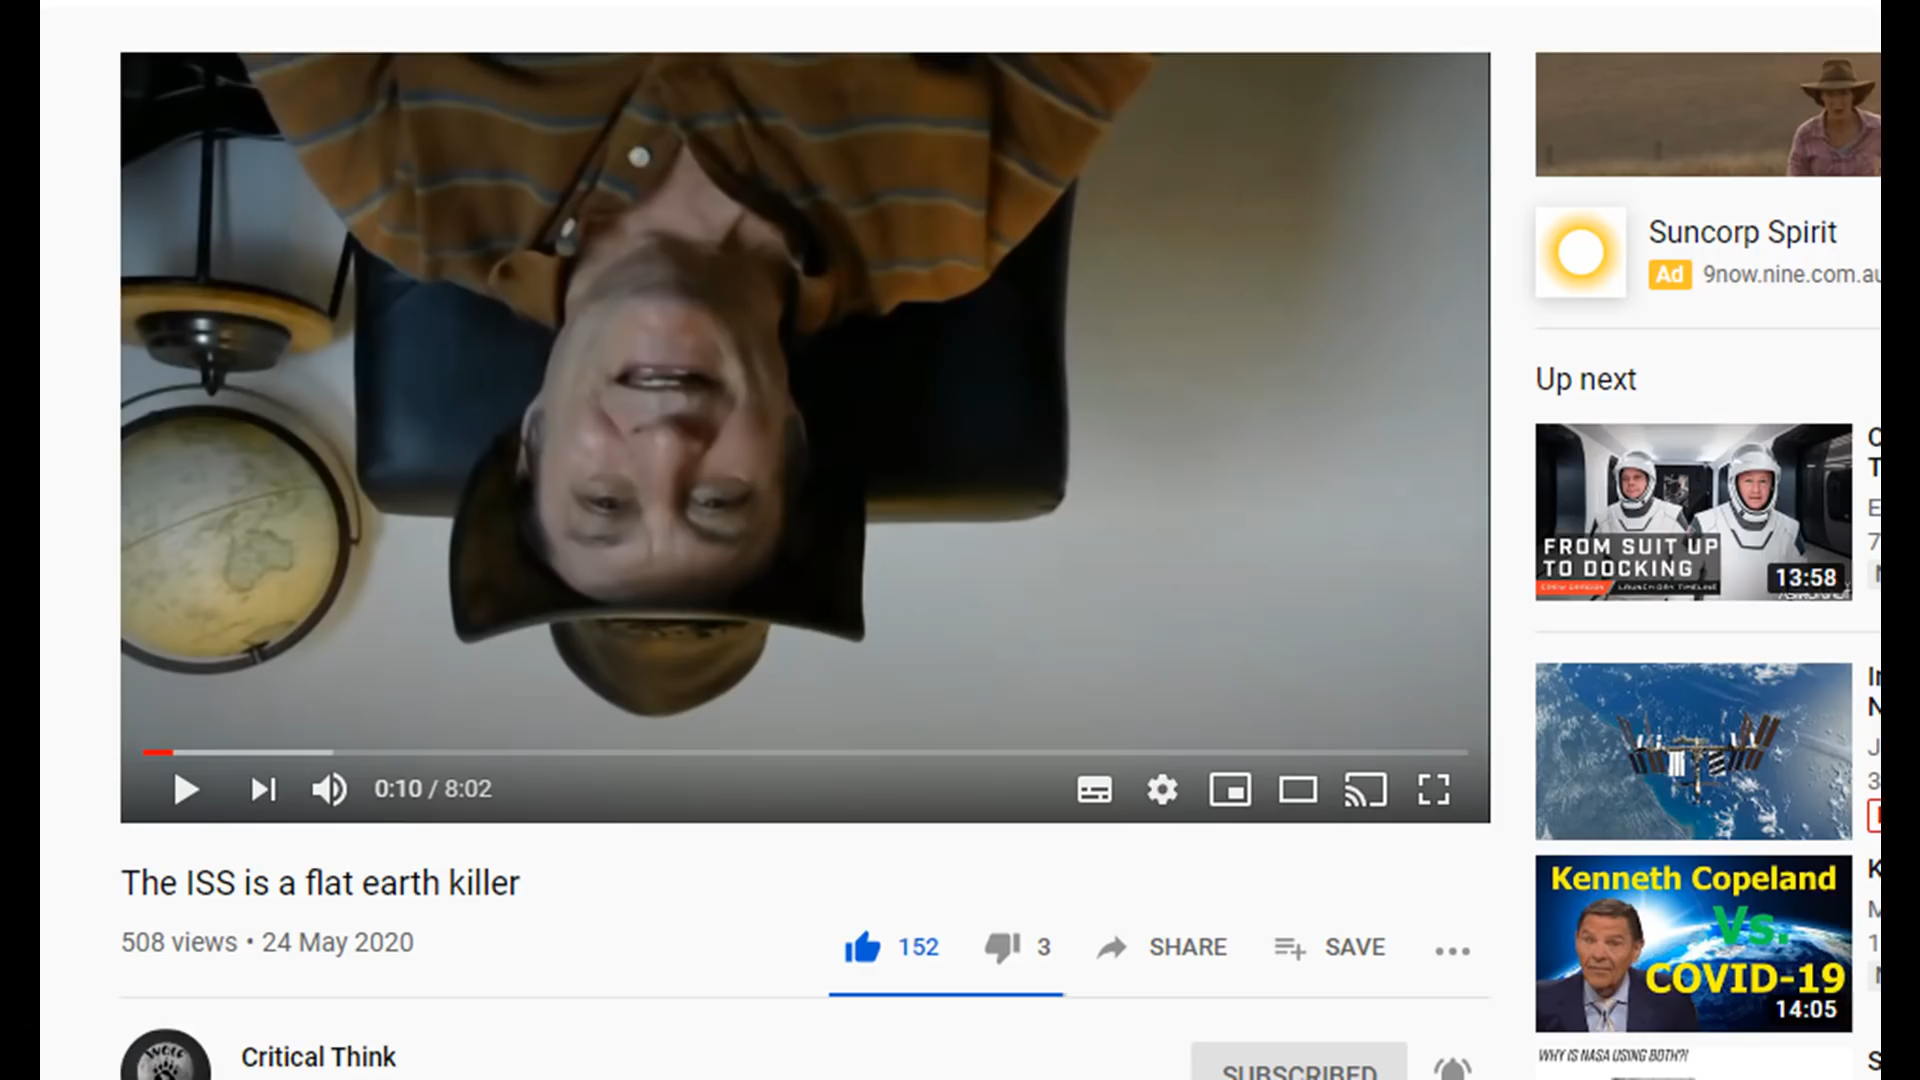 0:10 / 8:02
The ISS is a flat earth killer
508 views • 24 May 2020
152
3
SHARE
SAVE
Critical Think
SUBSCRIBED
Suncorp Spirit
Ad 9now.nine.com.au
Up next
FROM SUIT UP
TO DOCKING
13:58
Kenneth Copeland
Vs.
COVID-19
14:05
WHY IS NASA USING BOTH?!